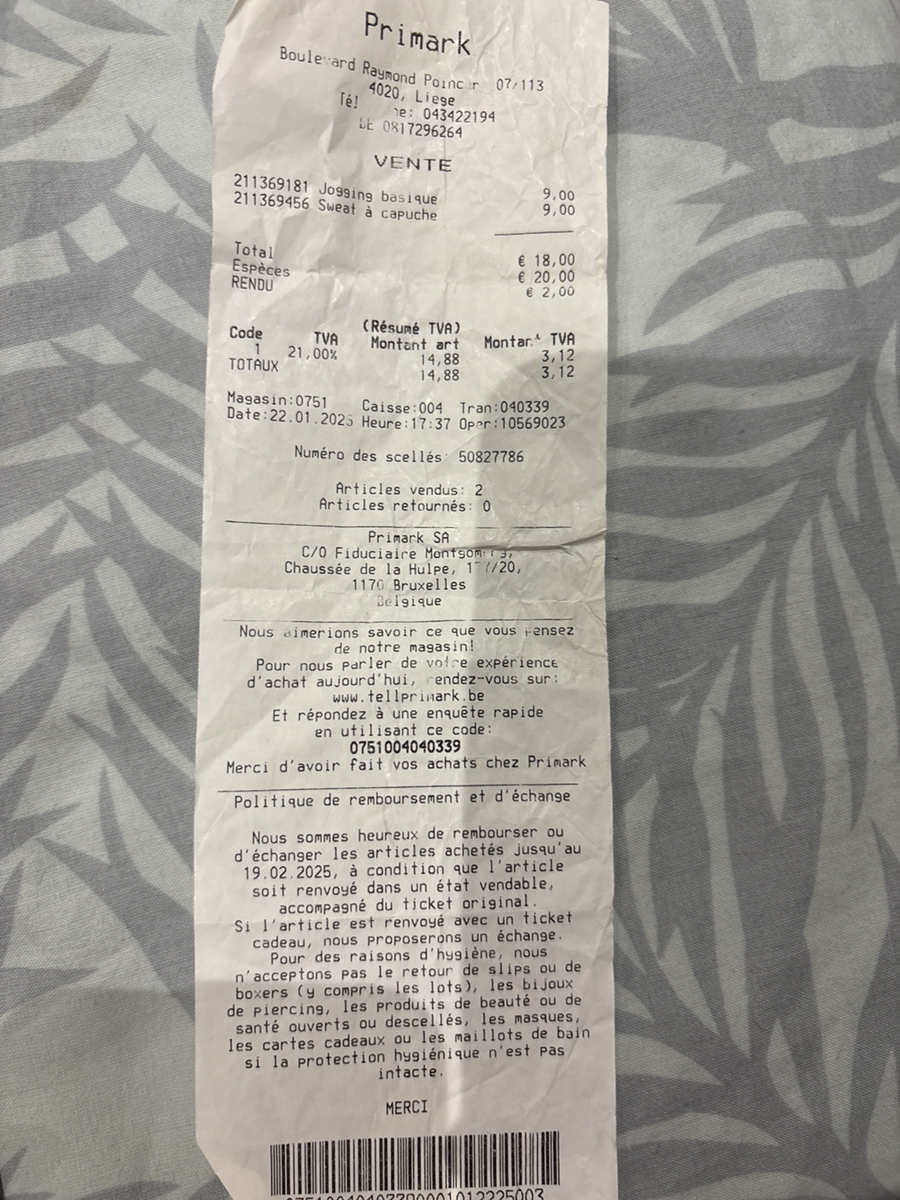 Primark
Boulevard Raymond 07/113
4020, Liege
043422194
0817296264
VENTE
211369181 Jogging basique 9,00
211369456 Sweat à capuche 9,00
Total € 18,00
Espèces € 20,00
RENDU € 2,00
(Résumé TVA)
Code TVA Montant art Montant TVA
1 21,00% 14,88 3,12
TOTAUX 14,88 3,12
Magasin:0751 Caisse:004 Tran:040339
Date:22.01.2025 Heure:17:37 Oper:10569023
Numéro des scellés: 50827786
Articles vendus: 2
Articles retournés: 0
Primark SA
C/O Fiduciaire
Chaussée de la Hulpe,
1170 Bruxelles
Belgique
Nous aimerions savoir ce que vous pensez
de notre magasin!
Pour nous parler de votre expérience
d'achat aujourd'hui, rendez-vous sur:
www.tellprimark.be
Et répondez à une enquête rapide
en utilisant ce code:
0751004040339
Merci d'avoir fait vos achats chez Primark
Politique de remboursement et d'échange
Nous sommes heureux de rembourser ou
d'échanger les articles achetés jusqu'au
19.02.2025, à condition que l'article
soit renvoyé dans un état vendable,
accompagné du ticket original.
Si l'article est renvoyé avec un ticket
cadeau, nous proposerons un échange.
Pour des raisons d'hygiène, nous
n'acceptons pas le retour de slips ou de
boxers (y compris les lots), les bijoux
de piercing, les produits de beauté ou de
santé ouverts ou descellés, les masques,
les cartes cadeaux ou les maillots de bain
si la protection hygiénique n'est pas
intacte.
MERCI